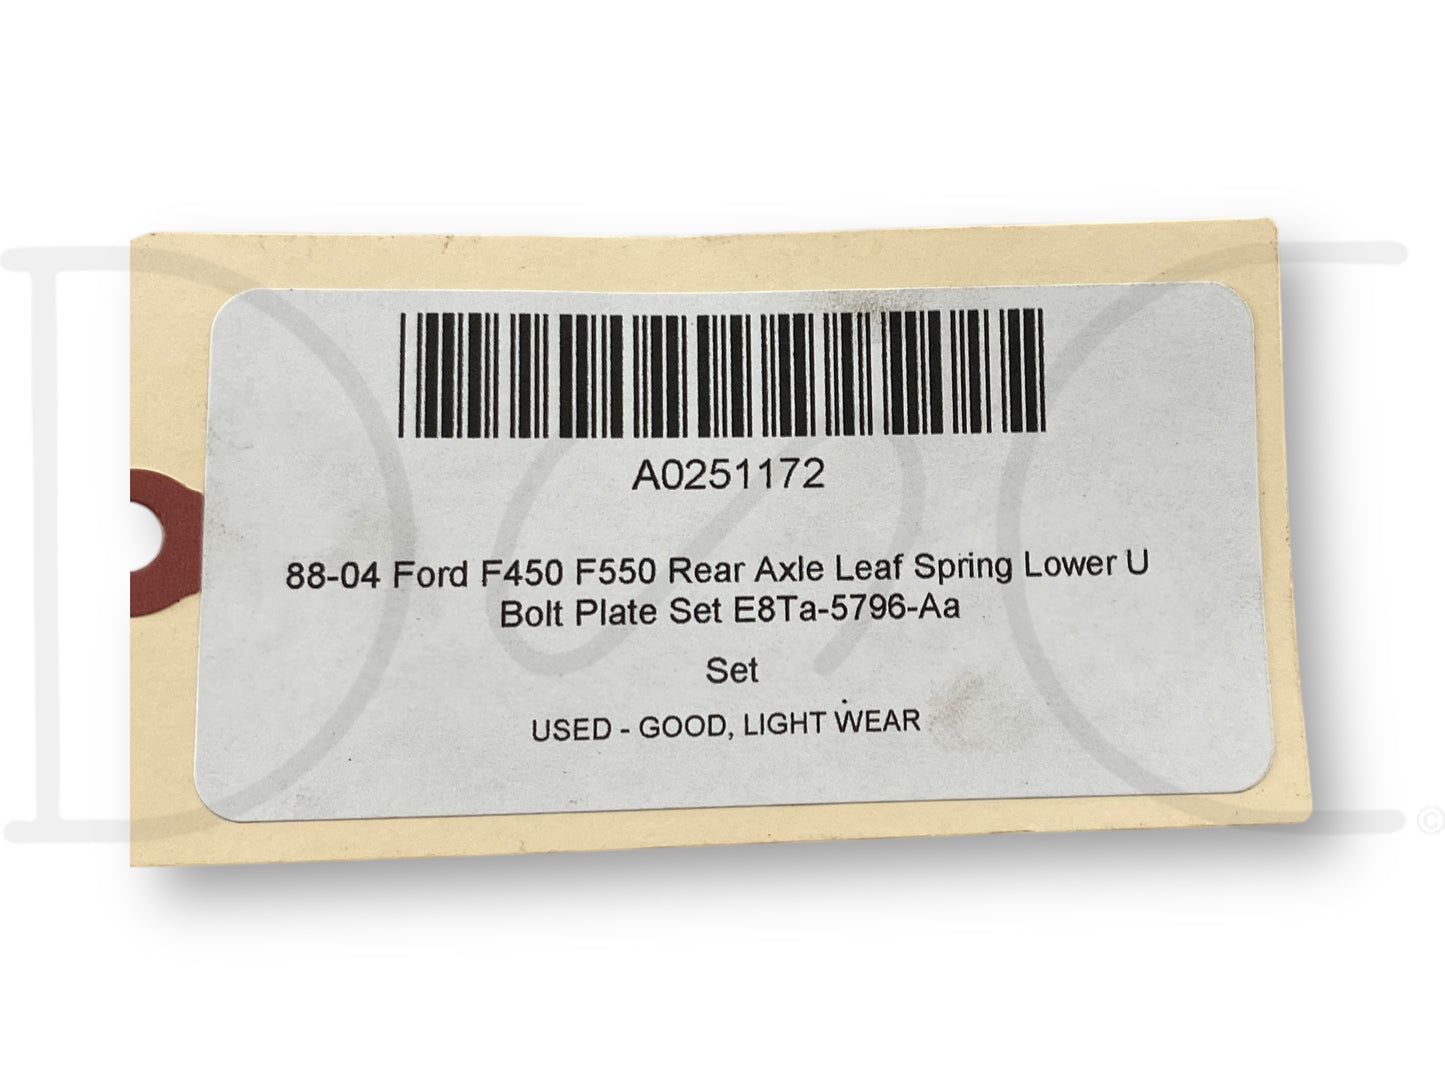 A0251172
88-04 Ford F450 F550 Rear Axle Leaf Spring Lower U
Bolt Plate Set E8Ta-5796-Aa
Set
USED - GOOD, LIGHT WEAR
©